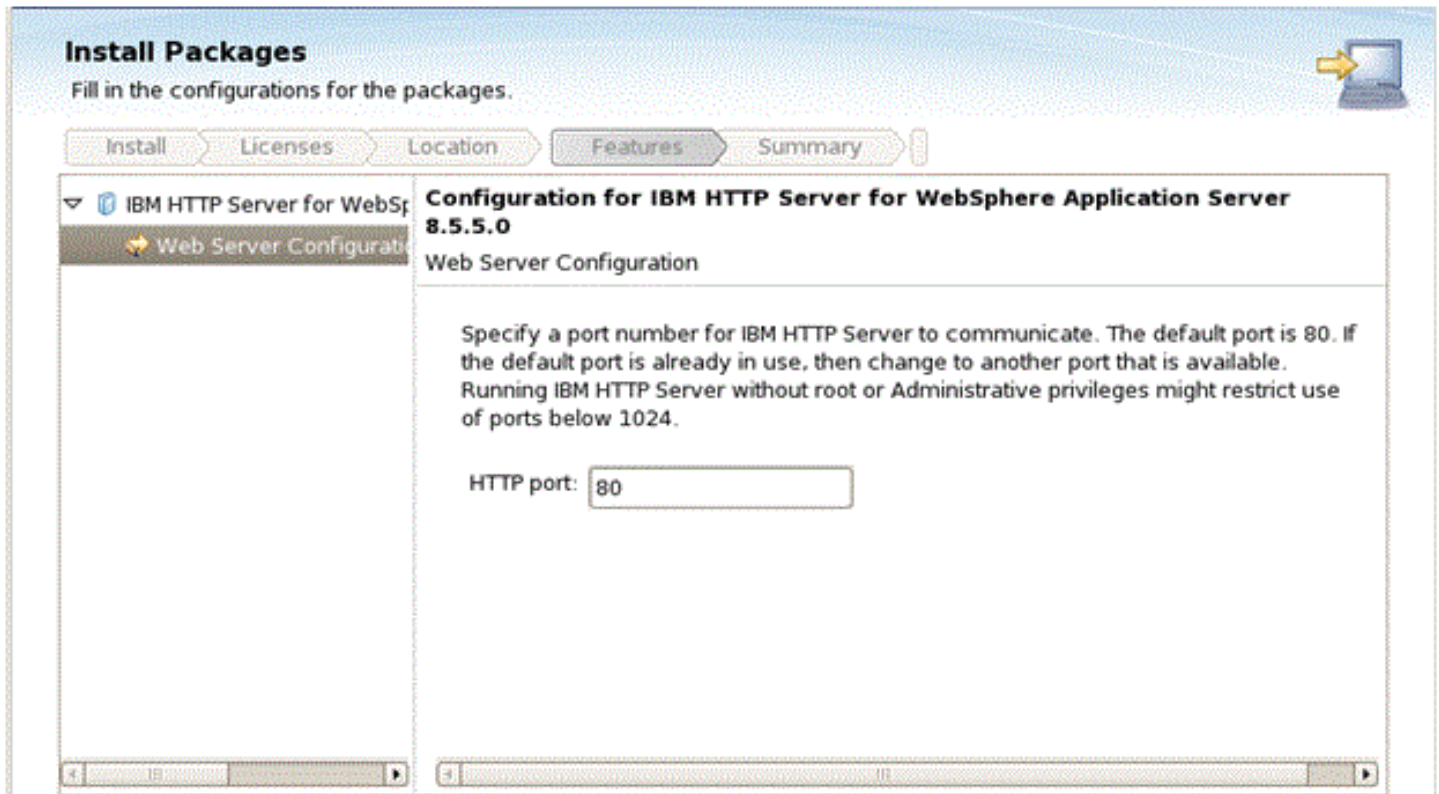 Install Packages
Fill in the configurations for the packages.
Install
Licenses
Location
Features
Summary
IBM HTTP Server for WebSp
Web Server Configuratio
Configuration for IBM HTTP Server for WebSphere Application Server
8.5.5.0
Web Server Configuration
Specify a port number for IBM HTTP Server to communicate. The default port is 80. If
the default port is already in use, then change to another port that is available.
Running IBM HTTP Server without root or Administrative privileges might restrict use
of ports below 1024.
HTTP port: 80